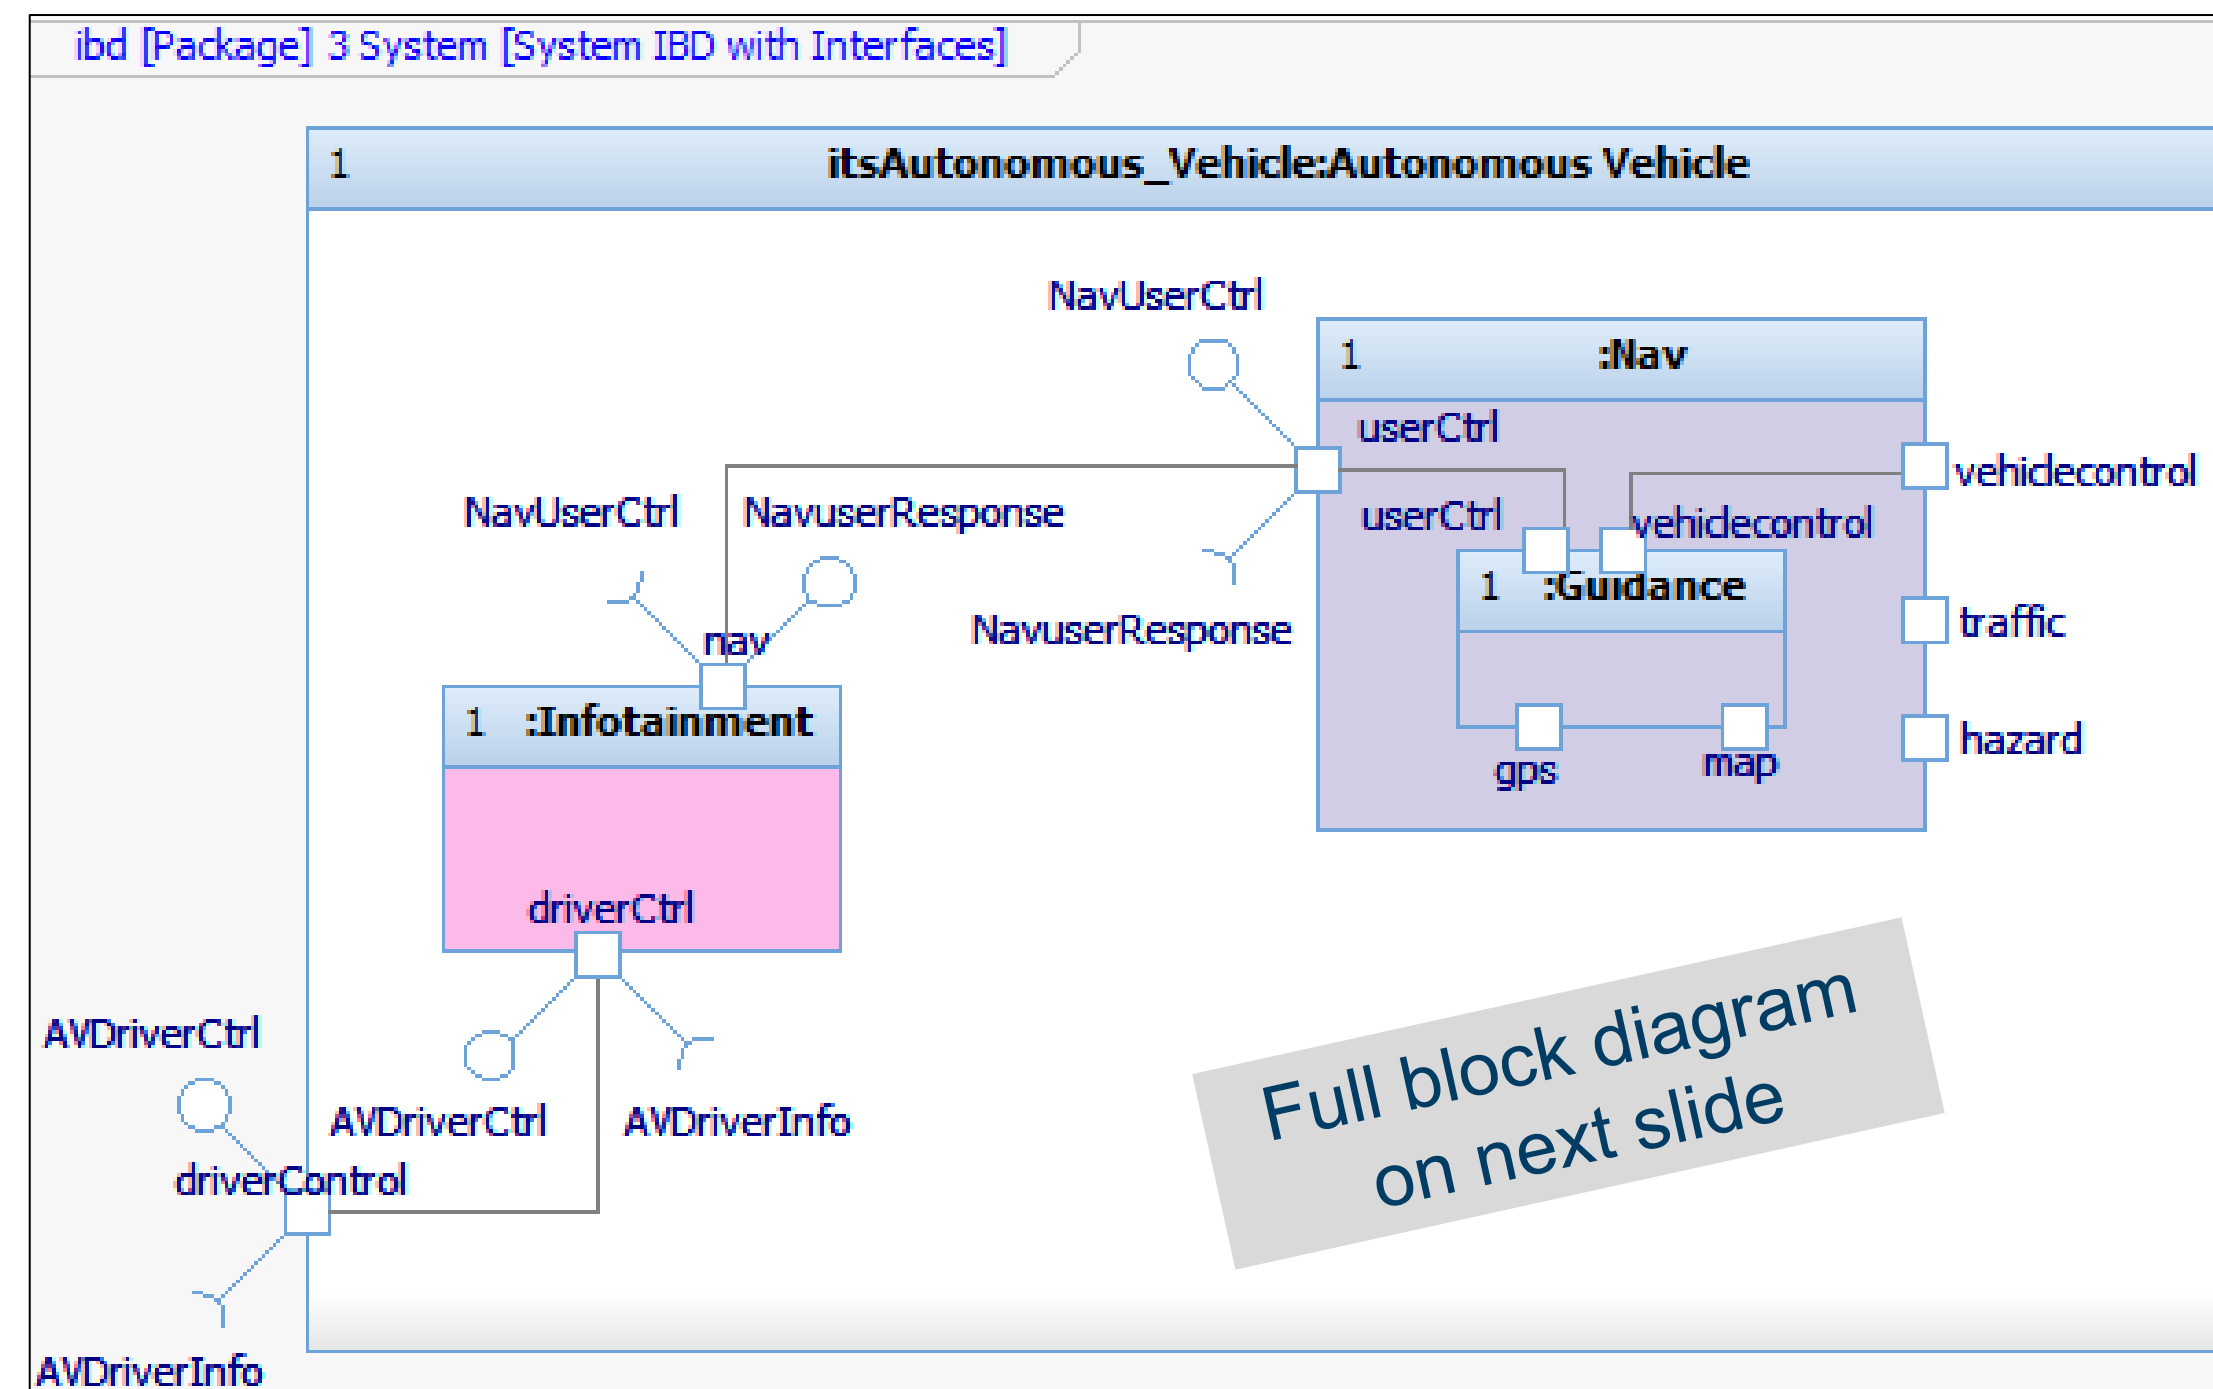 ibd [Package] 3 System [System IBD with Interfaces]
1 itsAutonomous_Vehicle:Autonomous Vehicle
NavUserCtrl
1 :Nav
userCtrl
vehiclecontrol
NavUserCtrl NavuserResponse
userCtrl vehiclecontrol
1 :Guidance
NavuserResponse
traffic
nav
1 :Infotainment
hazard
gps map
driverCtrl
AVDriverCtrl
AVDriverCtrl AVDriverInfo
driverControl
AVDriverInfo
Full block diagram
on next slide